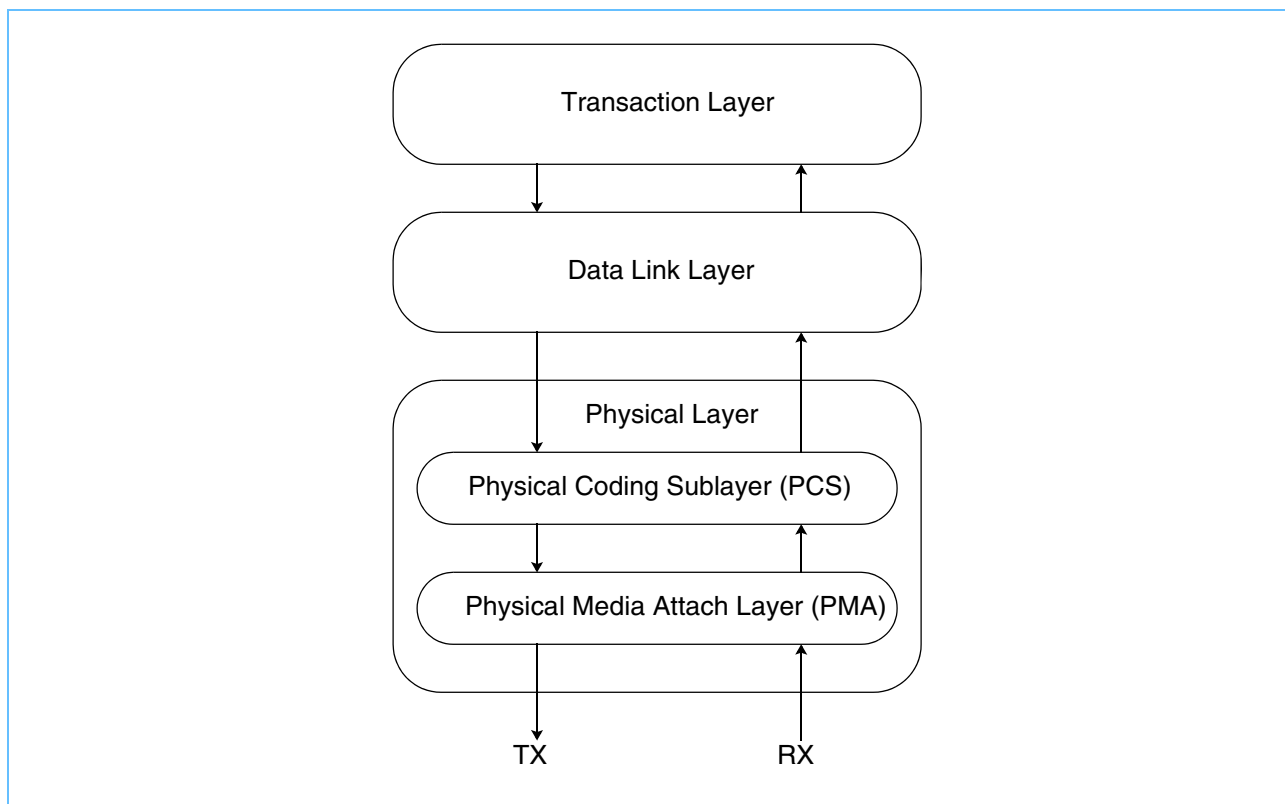 Transaction Layer
Data Link Layer
Physical Layer
Physical Coding Sublayer (PCS)
Physical Media Attach Layer (PMA)
TX
RX